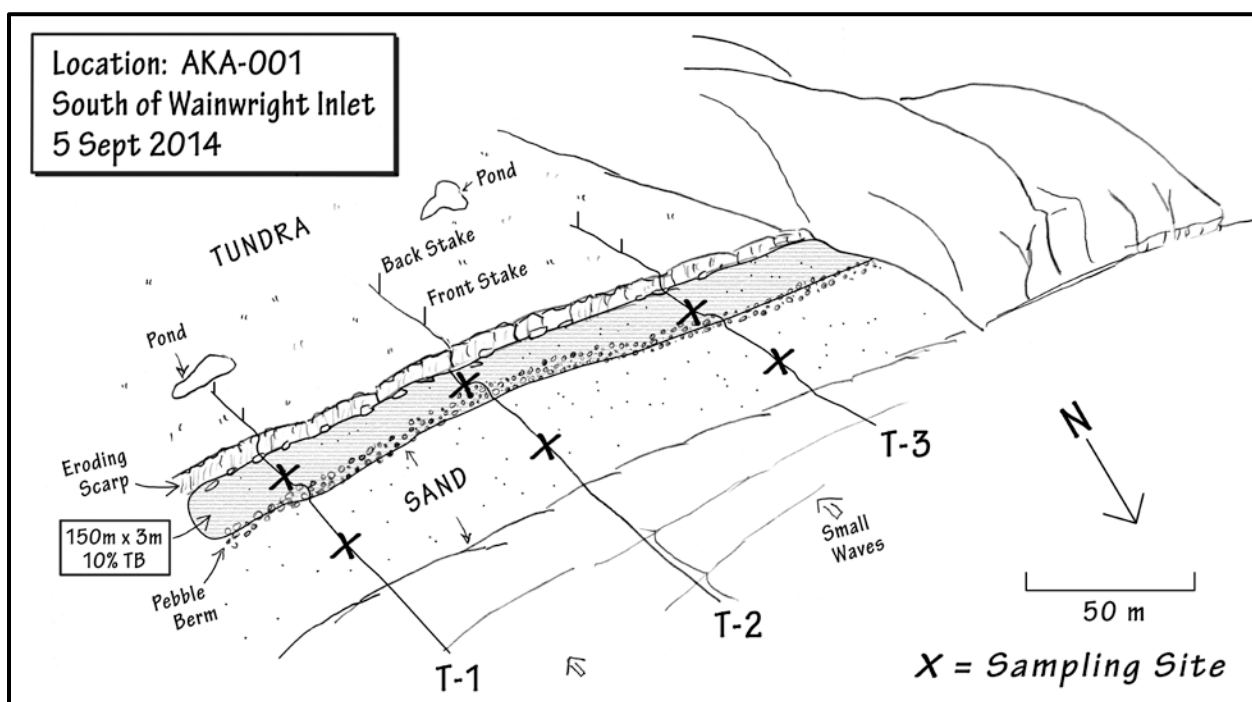 Location: AKA-001
South of Wainwright Inlet
5 Sept 2014
Pond
TUNDRA
Back Stake
Front Stake
Pond
Eroding
Scarp
SAND
150m x 3m
10% TB
Pebble
Berm
T-3
N
Small
Waves
T-2
50 m
T-1
X = Sampling Site